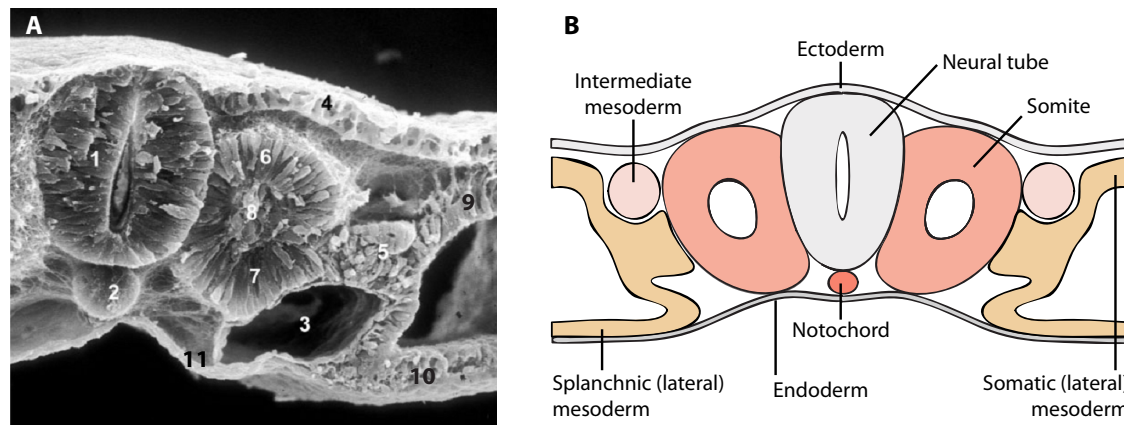 A
1
2
3
4
5
6
7
8
9
10
11
B
Ectoderm
Neural tube
Intermediate
mesoderm
Somite
Notochord
Splanchnic (lateral)
mesoderm
Endoderm
Somatic (lateral)
mesoderm